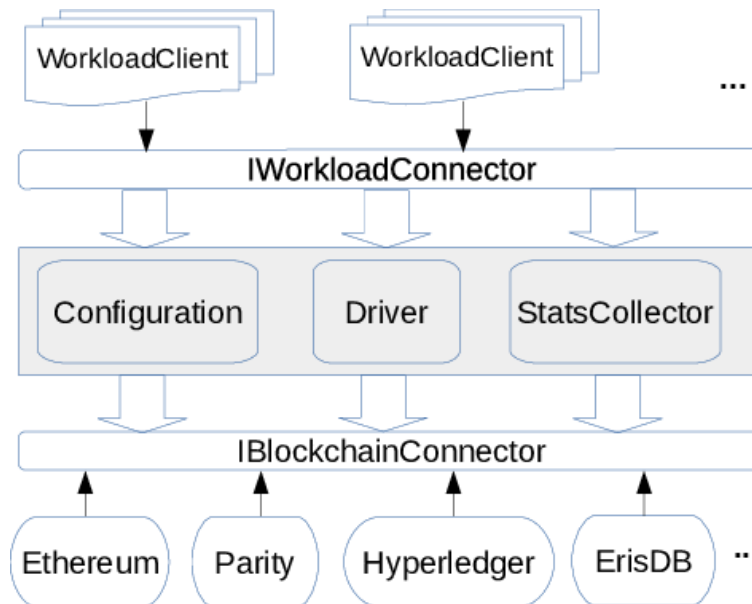 WorkloadClient WorkloadClient ...
IWorkloadConnector
Configuration Driver StatsCollector
IBlockchainConnector
Ethereum Parity Hyperledger ErisDB ..